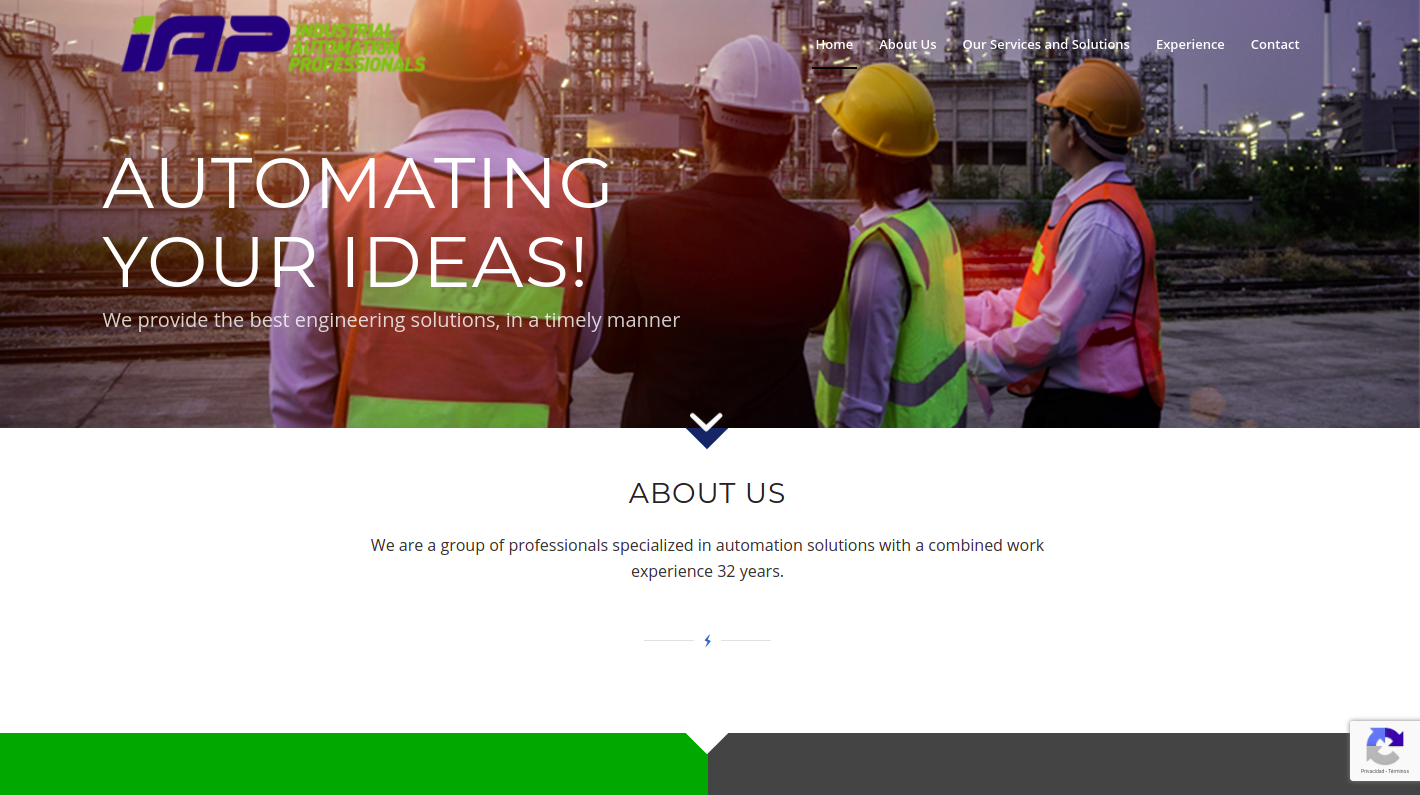 iAP
INDUSTRIAL
AUTOMATION
PROFESSIONALS
Home About Us Our Services and Solutions Experience Contact
AUTOMATING
YOUR IDEAS!
We provide the best engineering solutions, in a timely manner
ABOUT US
We are a group of professionals specialized in automation solutions with a combined work
experience 32 years.
Privacidad - Términos